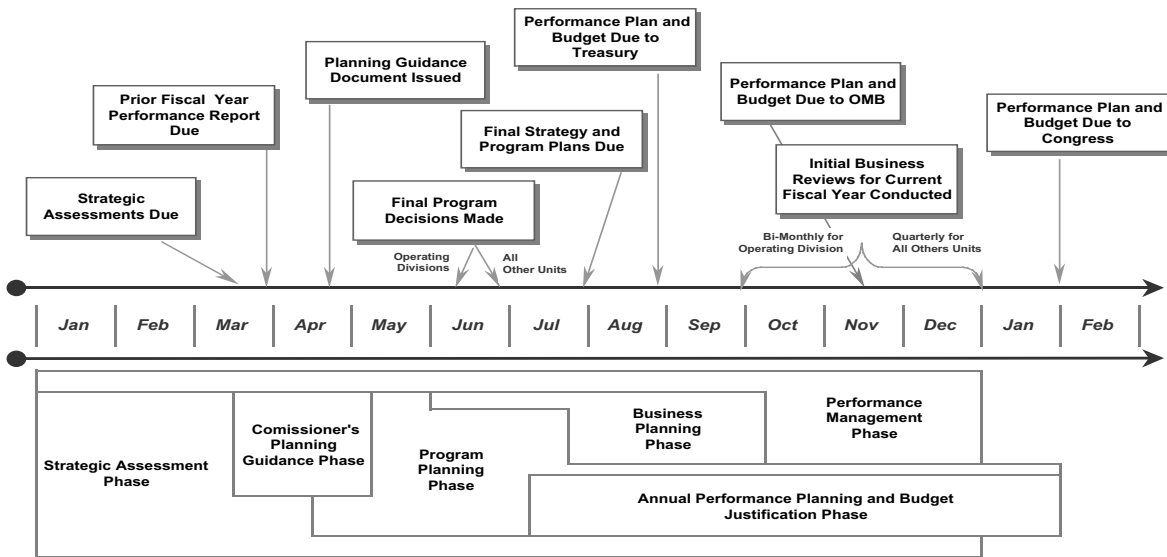 Performance Plan and
Budget Due to
Treasury
Planning Guidance
Document Issued
Performance Plan and
Budget Due to OMB
Prior Fiscal Year
Performance Report
Due
Performance Plan and
Budget Due to
Congress
Final Strategy and
Program Plans Due
Initial Business
Reviews for Current
Fiscal Year Conducted
Strategic
Assessments Due
Final Program
Decisions Made
Operating
Divisions
All
Other Units
Bi-Monthly for
Operating Division
Quarterly for
All Others Units
Jan Feb Mar Apr May Jun Jul Aug Sep Oct Nov Dec Jan Feb
Strategic Assessment
Phase
Comissioner's
Planning
Guidance Phase
Program
Planning
Phase
Business
Planning
Phase
Performance
Management
Phase
Annual Performance Planning and Budget
Justification Phase